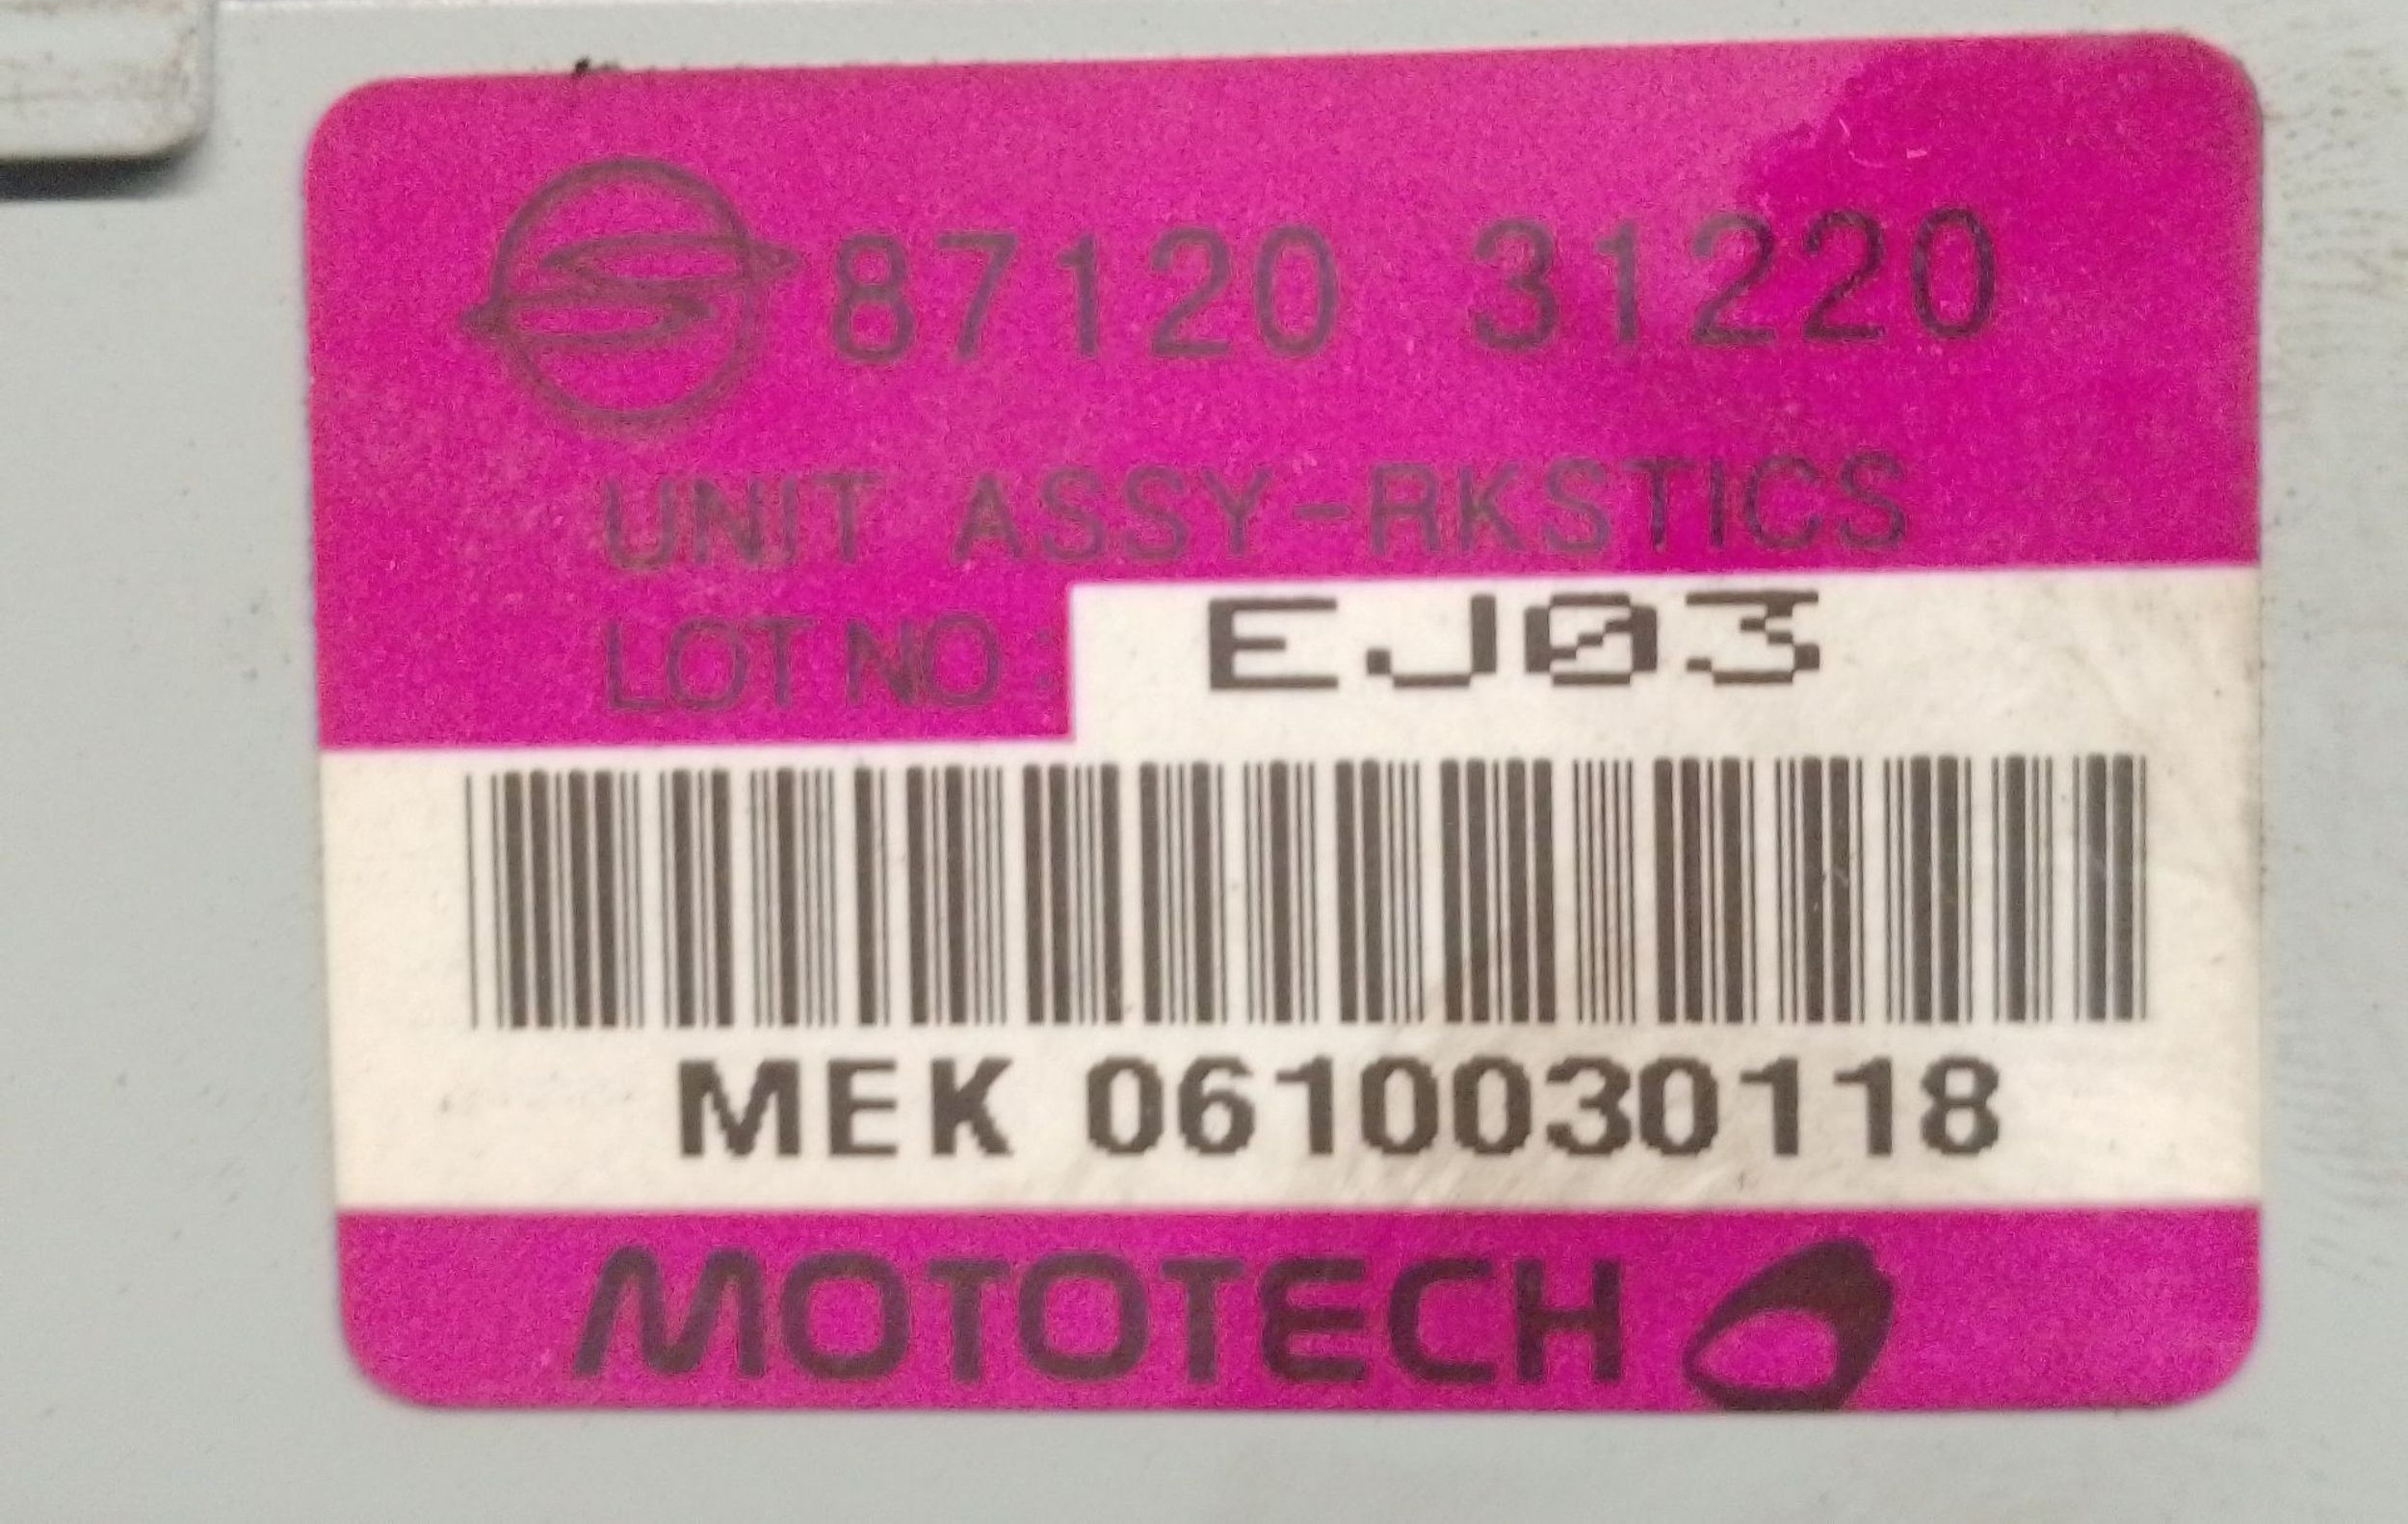 87120 31220
UNIT ASSY-RKSTICS
LOT NO : EJ03
MEK 0610030118
MOTOTECH